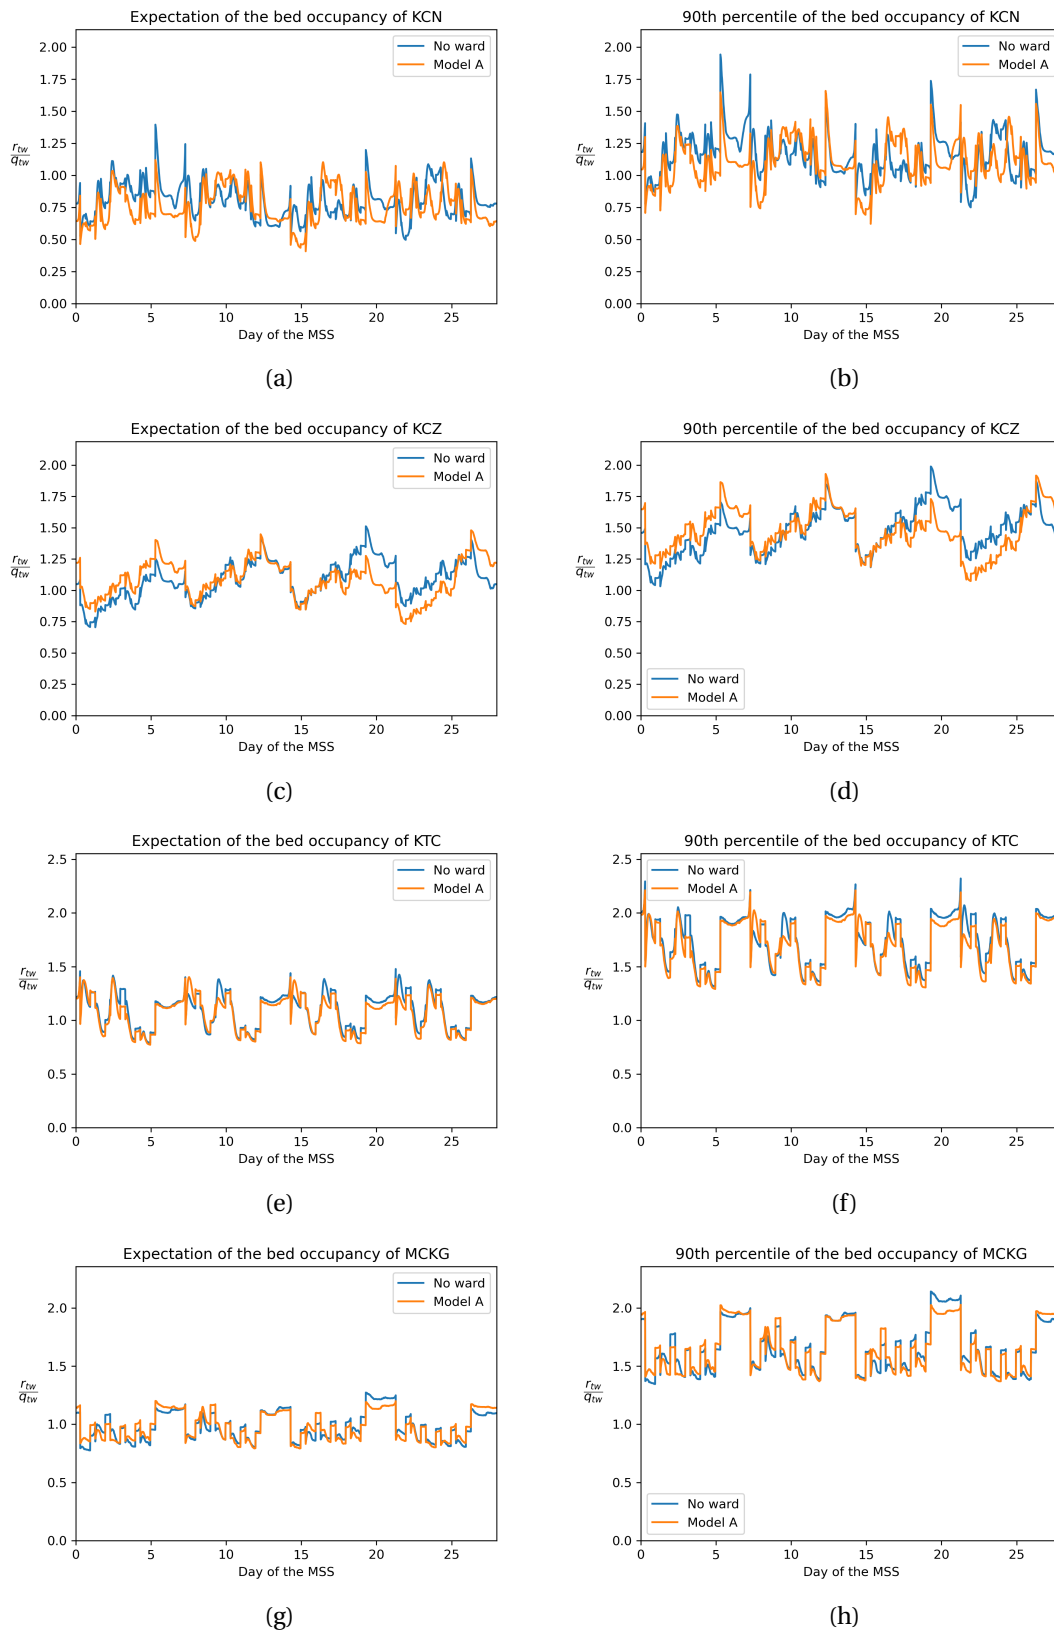 Expectation of the bed occupancy of KCN
2.00
1.75
1.50
1.25
1.00
0.75
0.50
0.25
0.00
r_tw
q_tw
No ward
Model A
0 5 10 15 20 25
Day of the MSS
(a)
90th percentile of the bed occupancy of KCN
2.00
1.75
1.50
1.25
1.00
0.75
0.50
0.25
0.00
r_tw
q_tw
No ward
Model A
0 5 10 15 20 25
Day of the MSS
(b)
Expectation of the bed occupancy of KCZ
2.00
1.75
1.50
1.25
1.00
0.75
0.50
0.25
0.00
r_tw
q_tw
No ward
Model A
0 5 10 15 20 25
Day of the MSS
(c)
90th percentile of the bed occupancy of KCZ
2.00
1.75
1.50
1.25
1.00
0.75
0.50
0.25
0.00
r_tw
q_tw
No ward
Model A
0 5 10 15 20 25
Day of the MSS
(d)
Expectation of the bed occupancy of KTC
2.5
2.0
1.5
1.0
0.5
0.0
r_tw
q_tw
No ward
Model A
0 5 10 15 20 25
Day of the MSS
(e)
90th percentile of the bed occupancy of KTC
2.5
2.0
1.5
1.0
0.5
0.0
r_tw
q_tw
No ward
Model A
0 5 10 15 20 25
Day of the MSS
(f)
Expectation of the bed occupancy of MCKG
2.0
1.5
1.0
0.5
0.0
r_tw
q_tw
No ward
Model A
0 5 10 15 20 25
Day of the MSS
(g)
90th percentile of the bed occupancy of MCKG
2.0
1.5
1.0
0.5
0.0
r_tw
q_tw
No ward
Model A
0 5 10 15 20 25
Day of the MSS
(h)